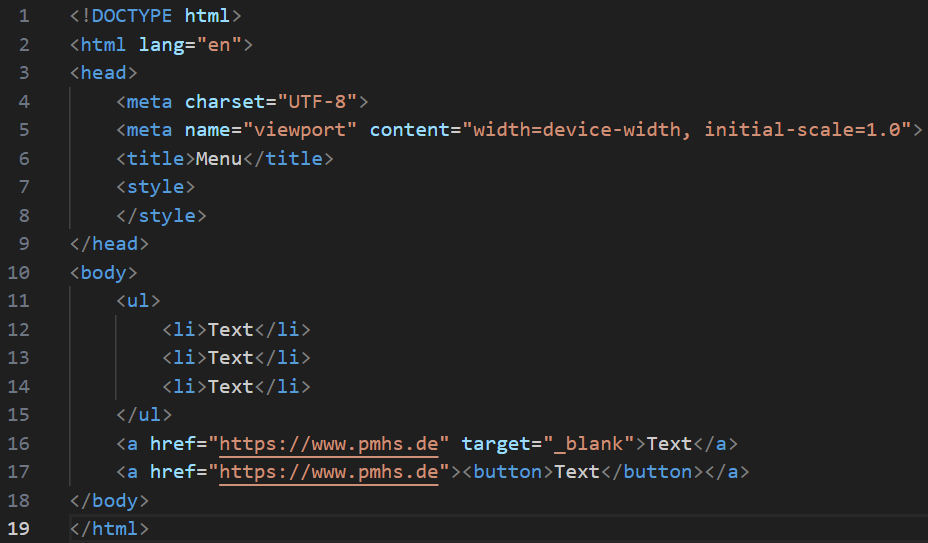 1 <!DOCTYPE html>
2 <html lang="en">
3 <head>
4     <meta charset="UTF-8">
5     <meta name="viewport" content="width=device-width, initial-scale=1.0">
6     <title>Menu</title>
7     <style>
8     </style>
9 </head>
10 <body>
11     <ul>
12         <li>Text</li>
13         <li>Text</li>
14         <li>Text</li>
15     </ul>
16     <a href="https://www.pmhs.de" target="_blank">Text</a>
17     <a href="https://www.pmhs.de"><button>Text</button></a>
18 </body>
19 </html>